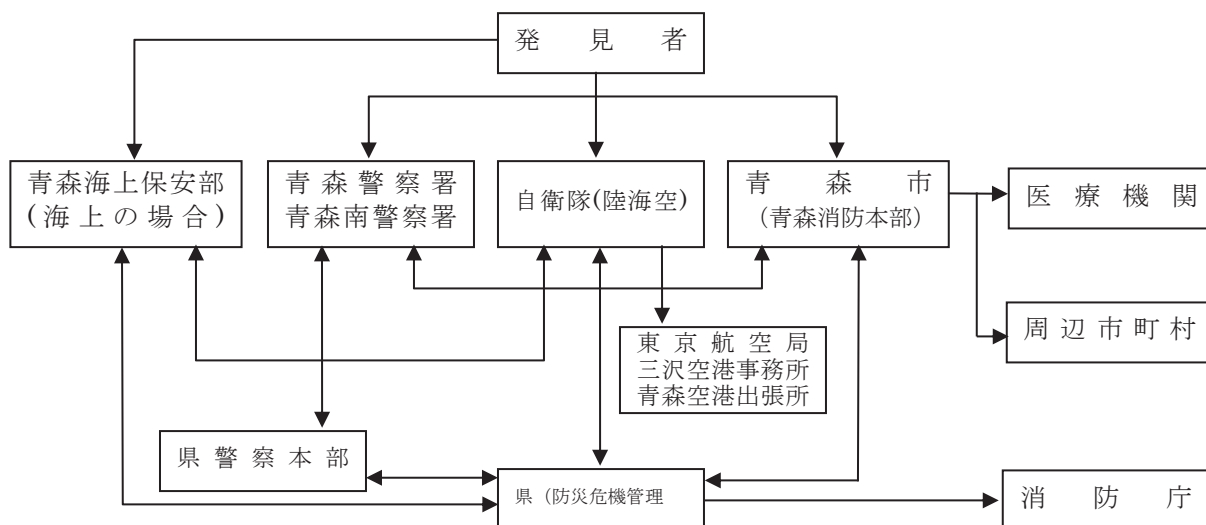 発見者
青森海上保安部
(海上の場合)
青森警察署
青森南警察署
自衛隊(陸海空)
青森市
（青森消防本部）
医療機関
周辺市町村
東京航空局
三沢空港事務所
青森空港出張所
県警察本部
県（防災危機管理
消防庁